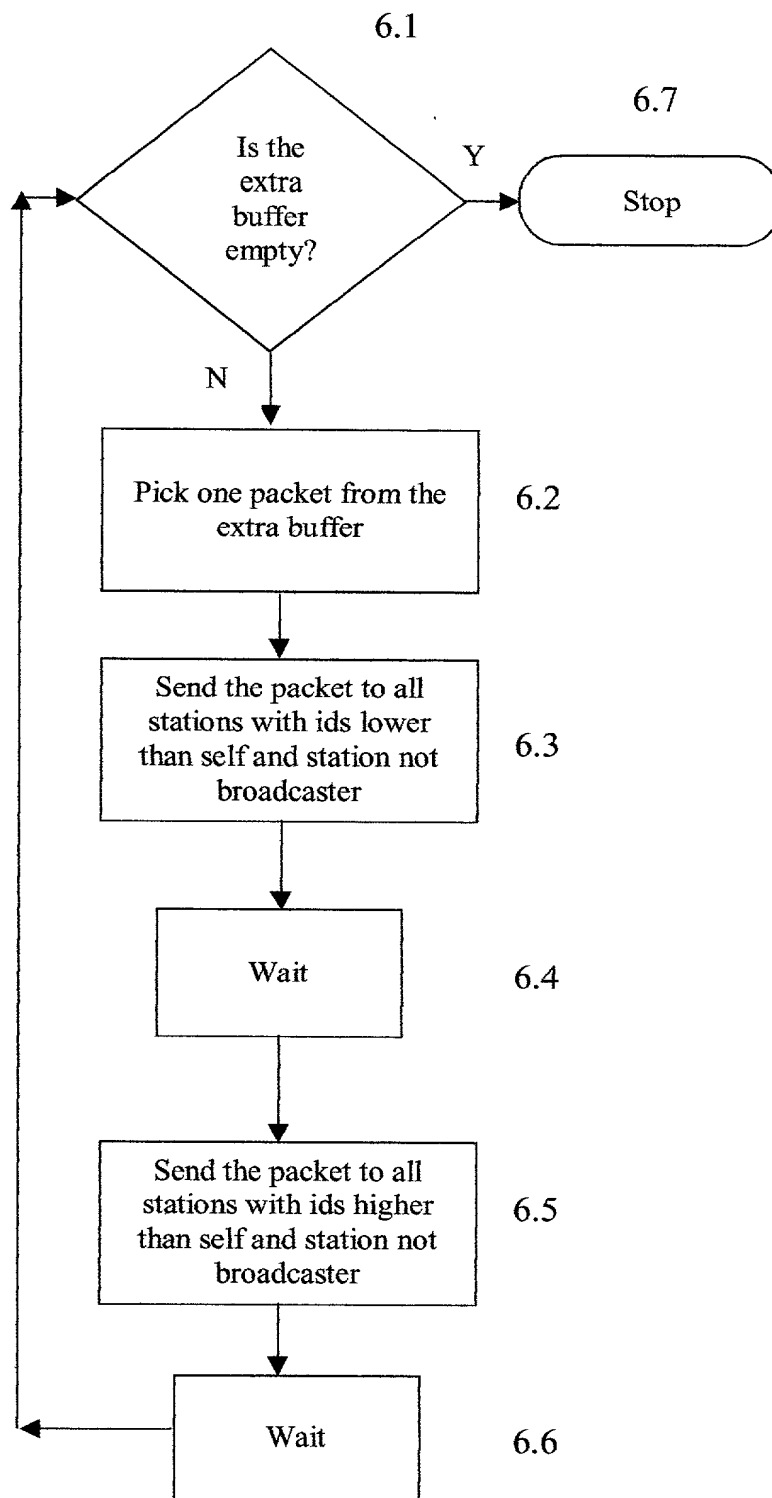 6.1
6.7
Is the
extra
buffer
empty?
Y
Stop
N
Pick one packet from the
extra buffer
6.2
Send the packet to all
stations with ids lower
than self and station not
broadcaster
6.3
Wait
6.4
Send the packet to all
stations with ids higher
than self and station not
broadcaster
6.5
Wait
6.6